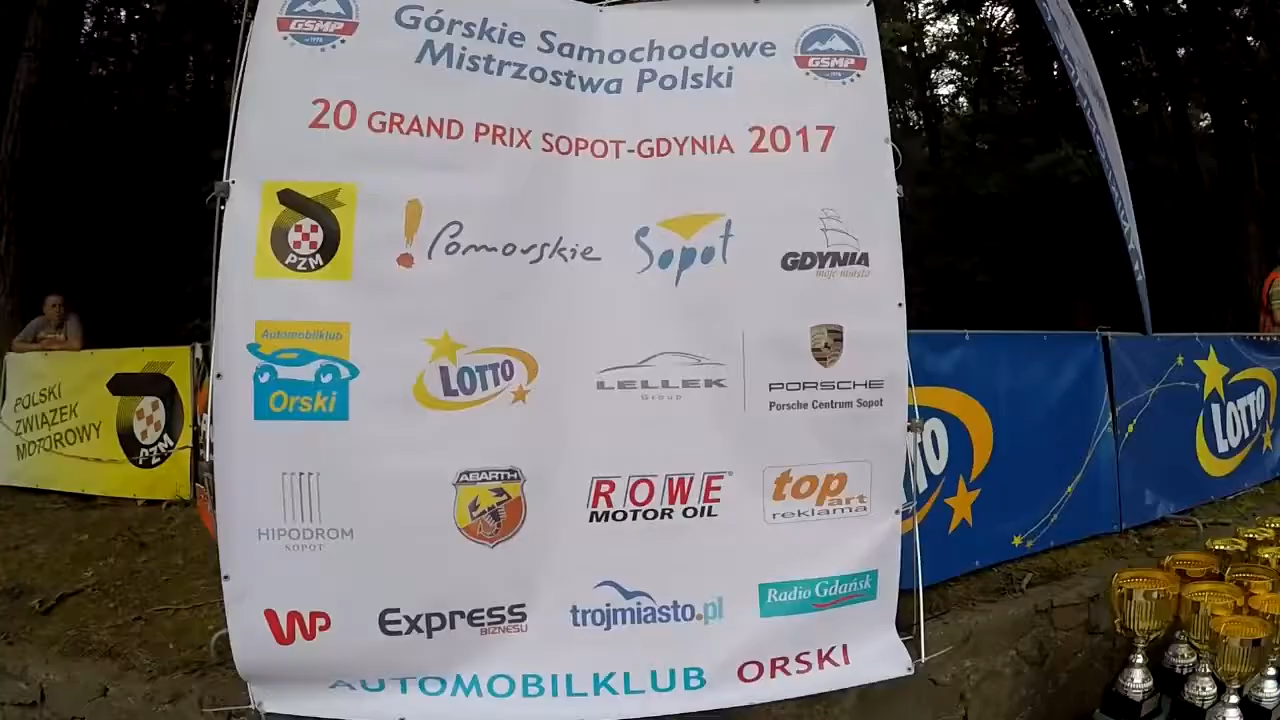 GSMP
Górskie Samochodowe
Mistrzostwa Polski
GSMP
20 GRAND PRIX SOPOT-GDYNIA 2017
PZM
Pomorskie
Sopot
GDYNIA
moje miasto
Automobilklub
Orski
LOTTO
LELLEK
Group
PORSCHE
Porsche Centrum Sopot
HIPODROM
SOPOT
ABARTH
ROWE
MOTOR OIL
top
art
reklama
WP
Express
BIZNESU
trojmiasto.pl
Radio Gdańsk
AUTOMOBILKLUB ORSKI
POLSKI
ZWIĄZEK
MOTOROWY
PZM
LOTTO